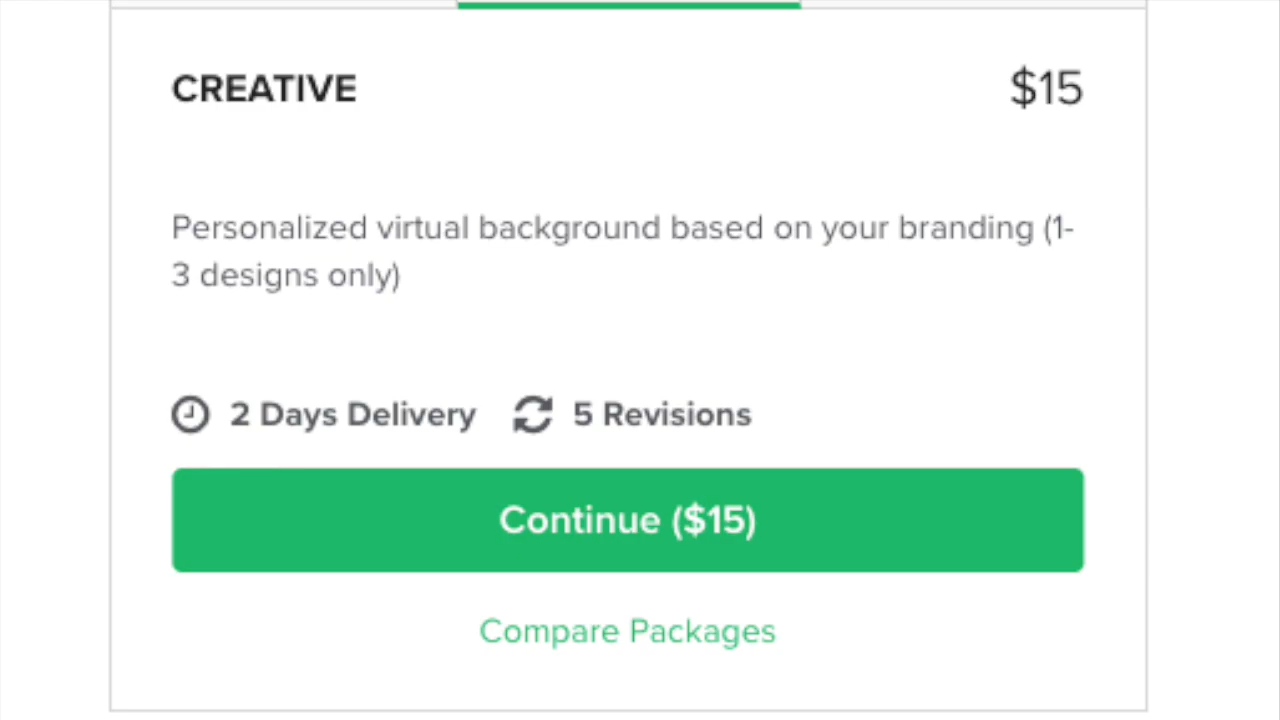 CREATIVE $15
Personalized virtual background based on your branding (1-
3 designs only)
2 Days Delivery 5 Revisions
Continue ($15)
Compare Packages